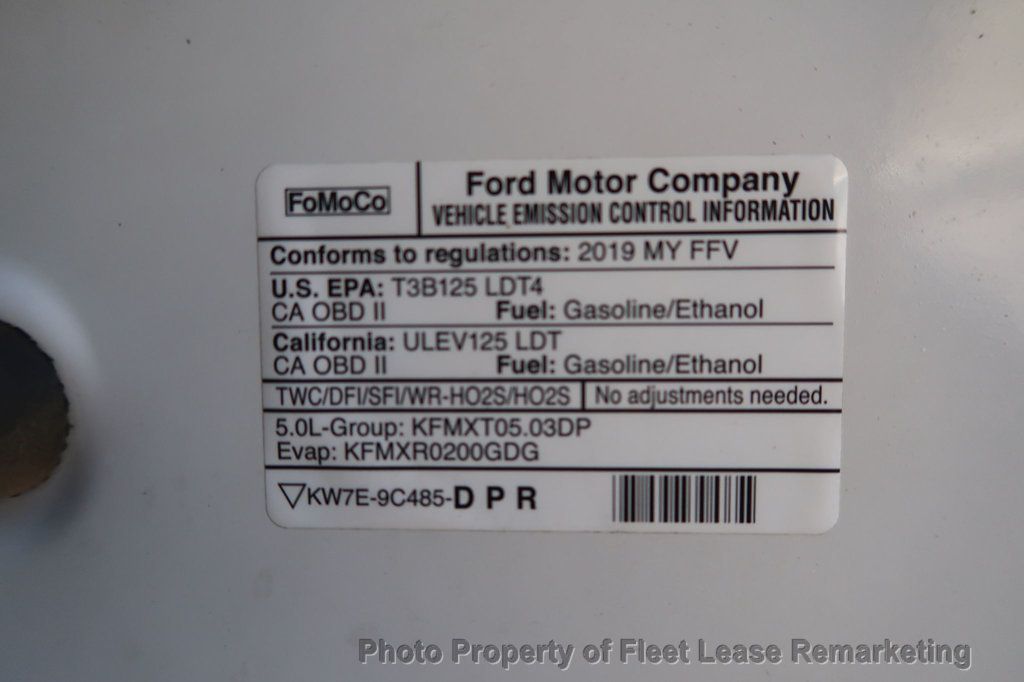 FoMoCo
Ford Motor Company
VEHICLE EMISSION CONTROL INFORMATION
Conforms to regulations: 2019 MY FFV
U.S. EPA: T3B125 LDT4
CA OBD II Fuel: Gasoline/Ethanol
California: ULEV125 LDT
CA OBD II Fuel: Gasoline/Ethanol
TWC/DFI/SFI/WR-HO2S/HO2S No adjustments needed.
5.0L-Group: KFMXT05.03DP
Evap: KFMXR0200GDG
▽KW7E-9C485-D P R
Photo Property of Fleet Lease Remarketing